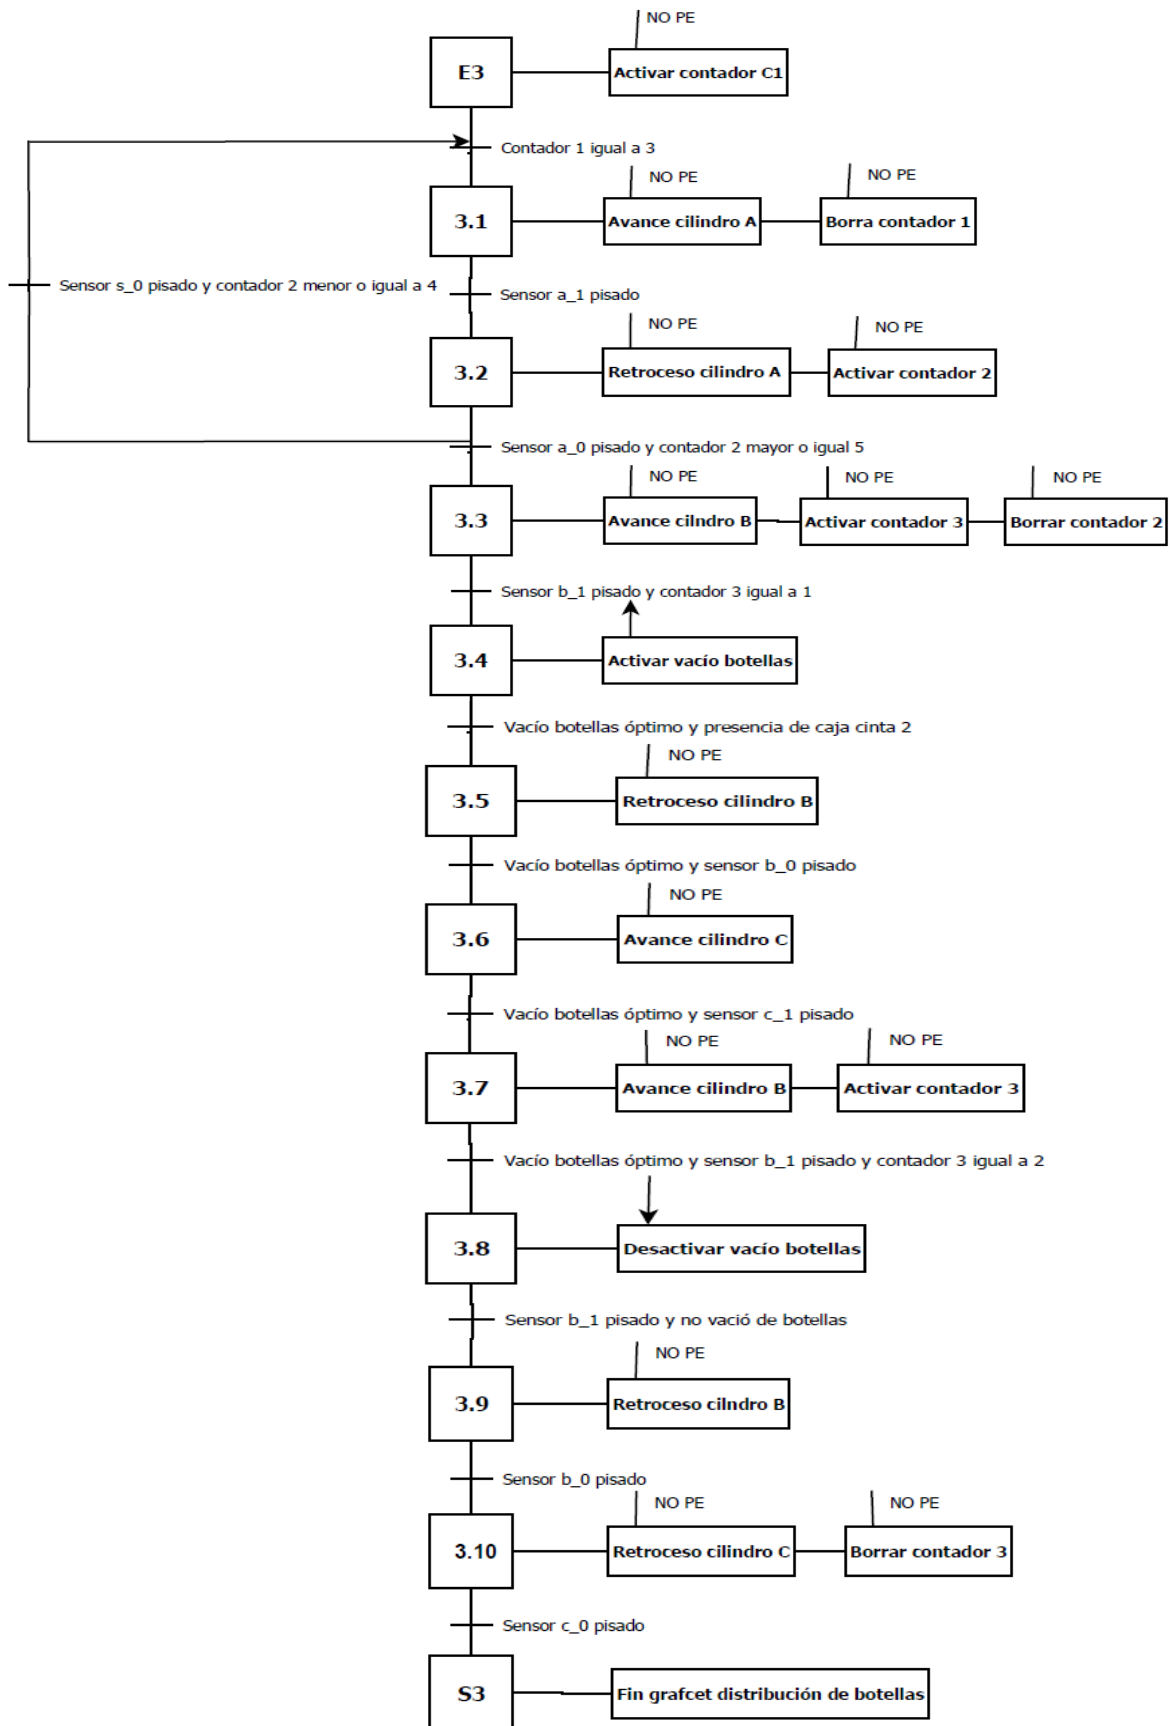 NO PE
E3
Activar contador C1
Contador 1 igual a 3
NO PE
NO PE
3.1
Avance cilindro A
Borra contador 1
Sensor s_0 pisado y contador 2 menor o igual a 4
Sensor a_1 pisado
NO PE
NO PE
3.2
Retroceso cilindro A
Activar contador 2
Sensor a_0 pisado y contador 2 mayor o igual 5
NO PE
NO PE
NO PE
3.3
Avance cilndro B
Activar contador 3
Borrar contador 2
Sensor b_1 pisado y contador 3 igual a 1
3.4
Activar vacío botellas
Vacío botellas óptimo y presencia de caja cinta 2
NO PE
3.5
Retroceso cilindro B
Vacío botellas óptimo y sensor b_0 pisado
NO PE
3.6
Avance cilindro C
Vacío botellas óptimo y sensor c_1 pisado
NO PE
NO PE
3.7
Avance cilindro B
Activar contador 3
Vacío botellas óptimo y sensor b_1 pisado y contador 3 igual a 2
3.8
Desactivar vacío botellas
Sensor b_1 pisado y no vació de botellas
NO PE
3.9
Retroceso cilndro B
Sensor b_0 pisado
NO PE
NO PE
3.10
Retroceso cilindro C
Borrar contador 3
Sensor c_0 pisado
S3
Fin grafcet distribución de botellas